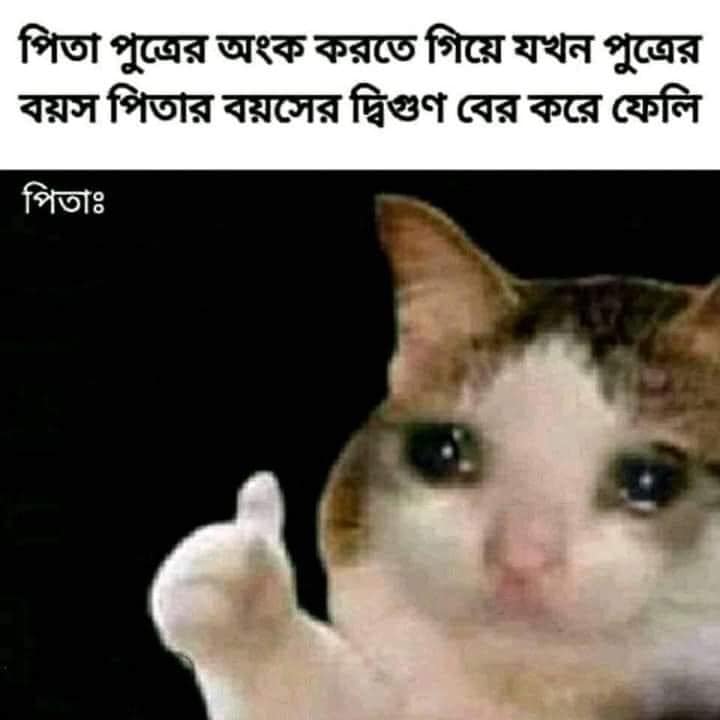 পিতা পুত্রের অংক করতে গিয়ে যখন পুত্রের
বয়স পিতার বয়সের দ্বিগুণ বের করে ফেলি
পিতাঃ